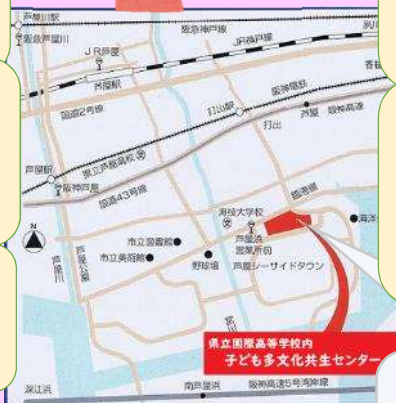 芦屋川駅
阪急芦屋川
阪急神戸線
JR芦屋
JR神戸線
芦屋駅
国道2号線
打出駅
阪神電鉄
芦屋
阪神高速
打出
県立芦屋高校
芦屋駅
阪神芦屋
国道43号線
臨港線
海技大学校
芦屋浜
営業所前
海洋
N
市立図書館
市立美術館
野球場
芦屋シーサイドタウン
芦屋川
芦屋公園
宮川
県立国際高等学校内
子ども多文化共生センター
深江浜
南芦屋浜
阪神高速5号湾岸線